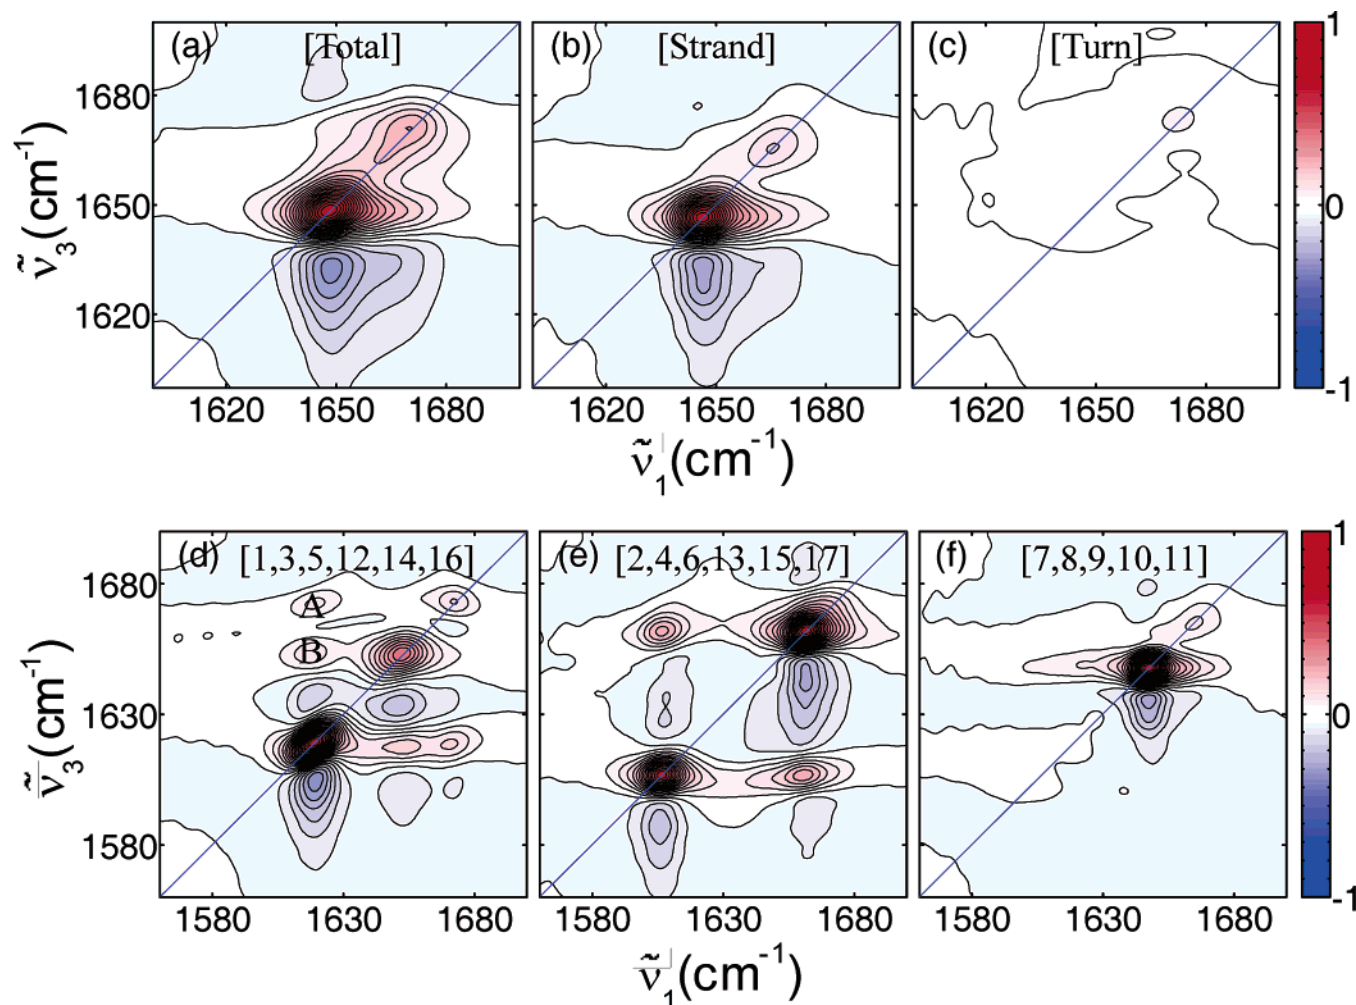 (a) [Total] (b) [Strand] (c) [Turn]
1
1680
1650
0
1620
-1
1620 1650 1680 1620 1650 1680 1620 1650 1680
ν̃3(cm-1)
ν̃1(cm-1)
(d) [1,3,5,12,14,16] (e) [2,4,6,13,15,17] (f) [7,8,9,10,11]
1
1680
A
B
1630
0
1580
-1
1580 1630 1680 1580 1630 1680 1580 1630 1680
ν̃3(cm-1)
ν̃1(cm-1)